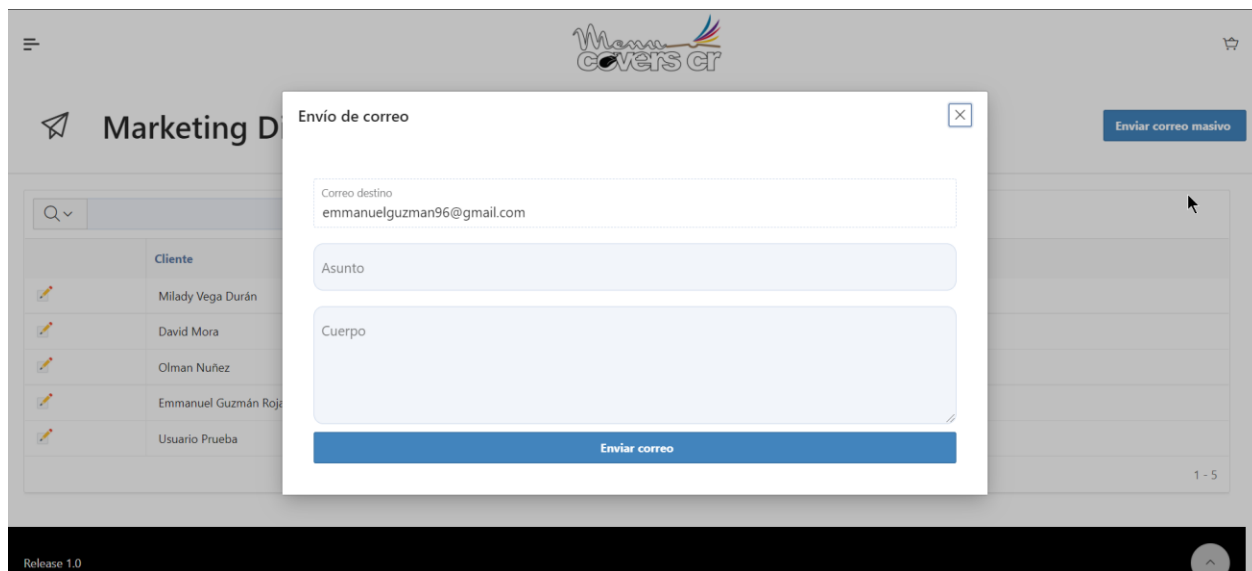 Menu
covers cr
Marketing Di
Enviar correo masivo
Envío de correo
Correo destino
emmanuelguzman96@gmail.com
Asunto
Cuerpo
Enviar correo
Cliente
Milady Vega Durán
David Mora
Olman Nuñez
Emmanuel Guzmán Roja
Usuario Prueba
1 - 5
Release 1.0